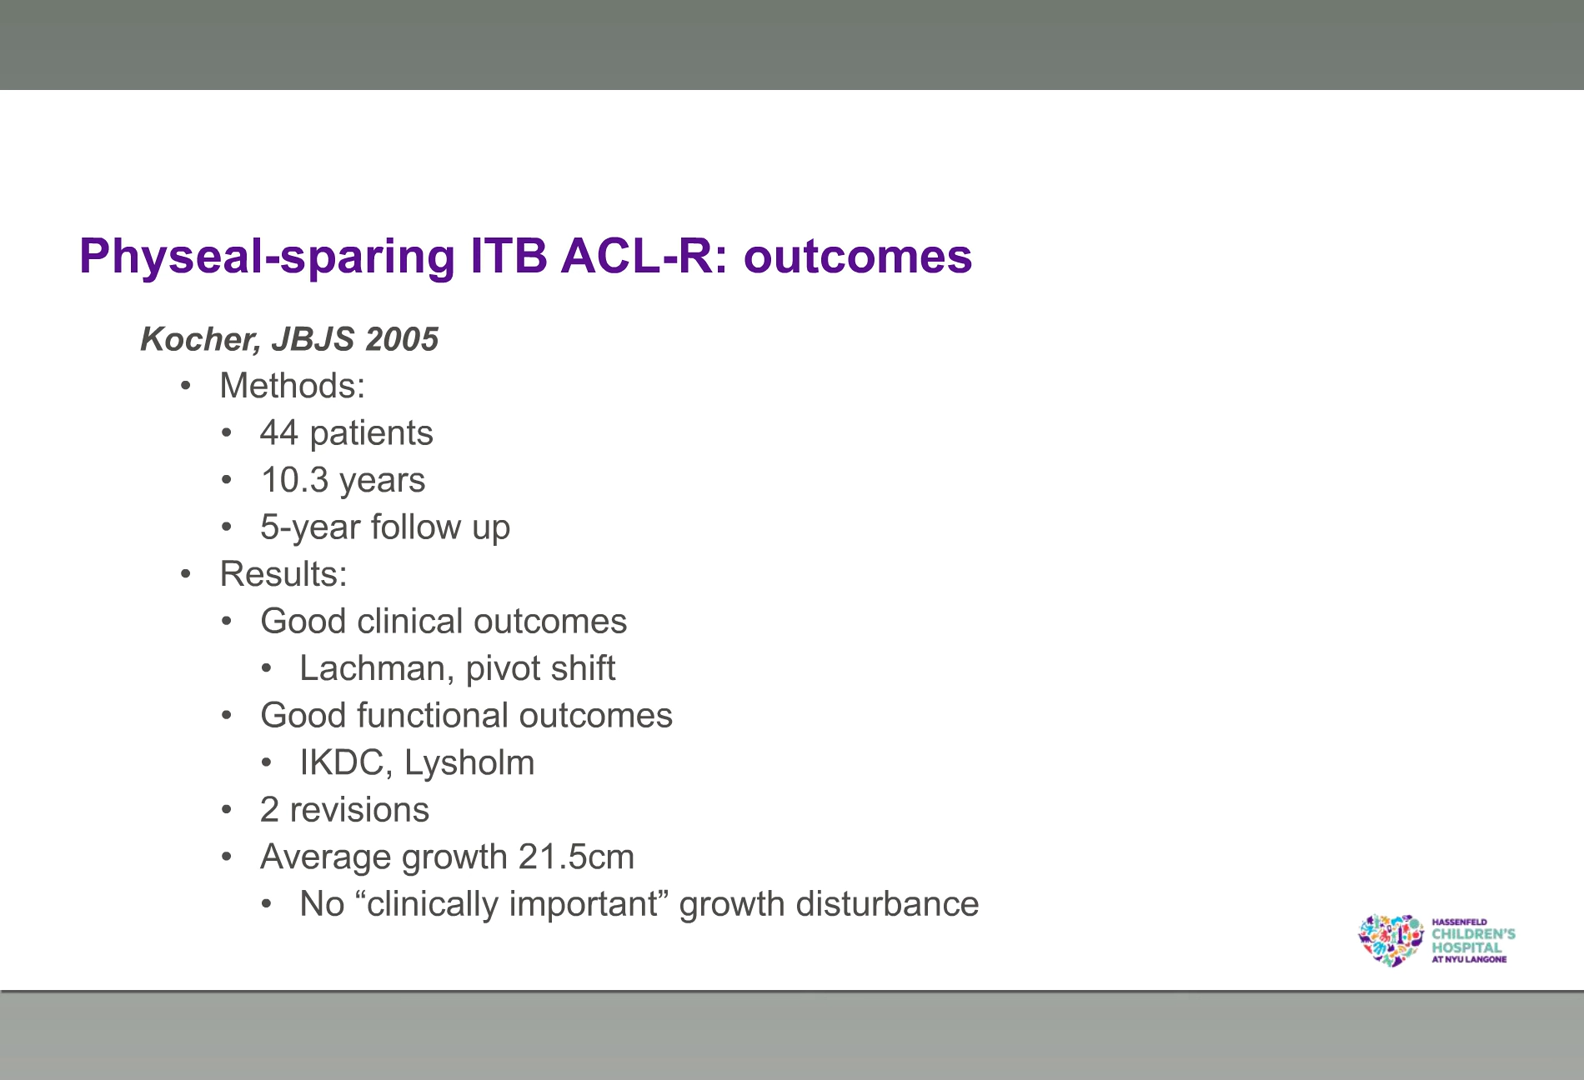 Physeal-sparing ITB ACL-R: outcomes
Kocher, JBJS 2005
• Methods:
• 44 patients
• 10.3 years
• 5-year follow up
• Results:
• Good clinical outcomes
• Lachman, pivot shift
• Good functional outcomes
• IKDC, Lysholm
• 2 revisions
• Average growth 21.5cm
• No “clinically important” growth disturbance
HASSENFELD
CHILDREN'S
HOSPITAL
AT NYU LANGONE